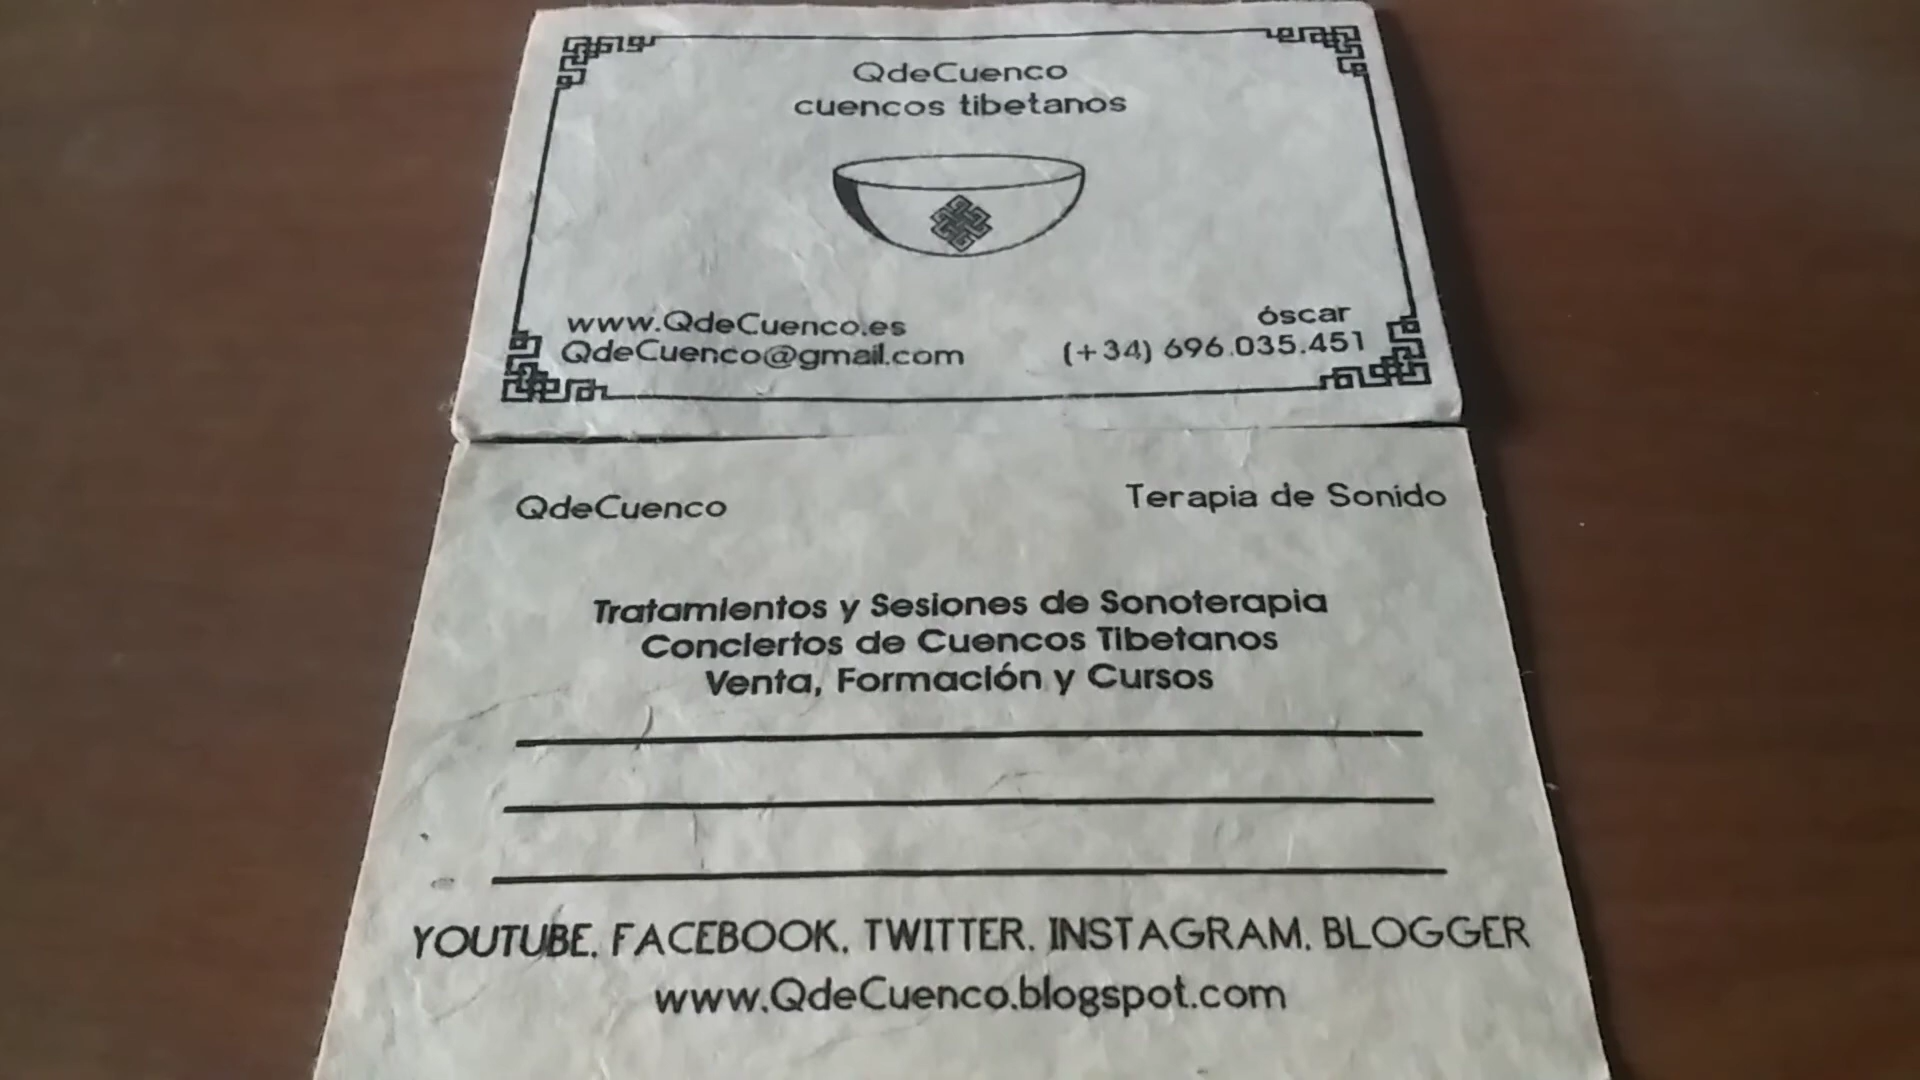 QdeCuenco
cuencos tibetanos
www.QdeCuenco.es
QdeCuenco@gmail.com
óscar
(+34) 696.035.451
QdeCuenco
Terapia de Sonido
Tratamientos y Sesiones de Sonoterapia
Conciertos de Cuencos Tibetanos
Venta, Formación y Cursos
YOUTUBE. FACEBOOK. TWITTER. INSTAGRAM. BLOGGER
www.QdeCuenco.blogspot.com